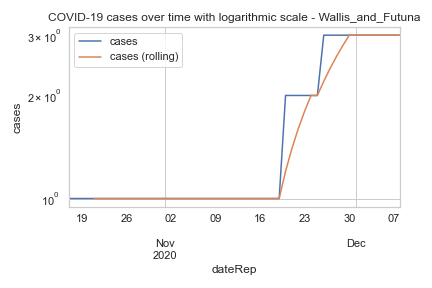 COVID-19 cases over time with logarithmic scale - Wallis_and_Futuna
3 × 10⁰
cases
cases (rolling)
2 × 10⁰
cases
10⁰
19 26 02 09 16 23 30 07
Nov Dec
2020
dateRep